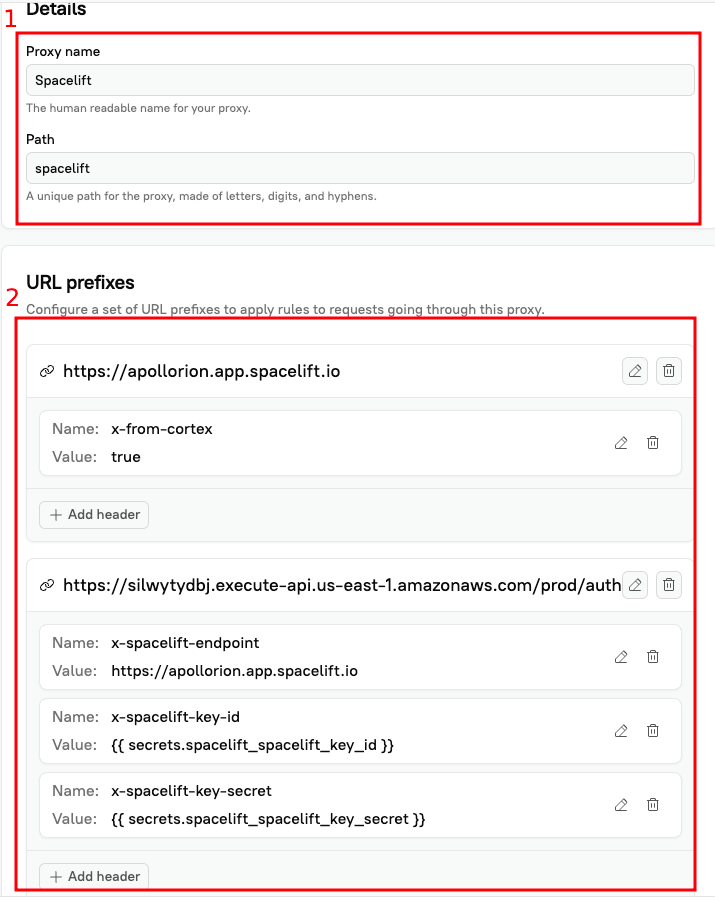 1
Details
Proxy name
Spacelift
The human readable name for your proxy.
Path
spacelift
A unique path for the proxy, made of letters, digits, and hyphens.
URL prefixes
2
Configure a set of URL prefixes to apply rules to requests going through this proxy.
https://apollorion.app.spacelift.io
Name: x-from-cortex
Value: true
+ Add header
https://silwytydbj.execute-api.us-east-1.amazonaws.com/prod/auth
Name: x-spacelift-endpoint
Value: https://apollorion.app.spacelift.io
Name: x-spacelift-key-id
Value: {{ secrets.spacelift_spacelift_key_id }}
Name: x-spacelift-key-secret
Value: {{ secrets.spacelift_spacelift_key_secret }}
+ Add header